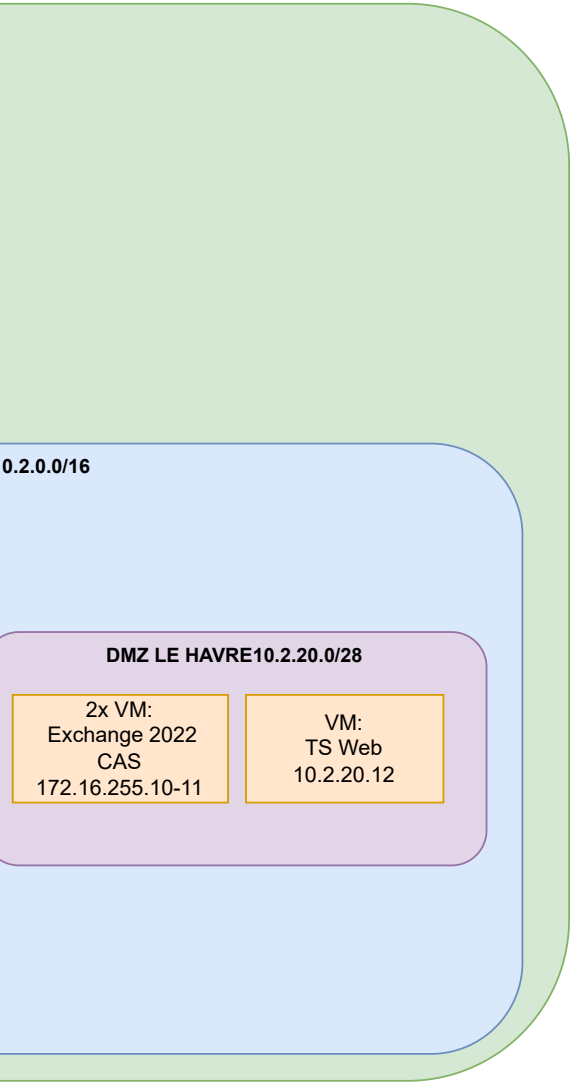 0.2.0.0/16
DMZ LE HAVRE10.2.20.0/28
2x VM:
Exchange 2022
CAS
172.16.255.10-11
VM:
TS Web
10.2.20.12